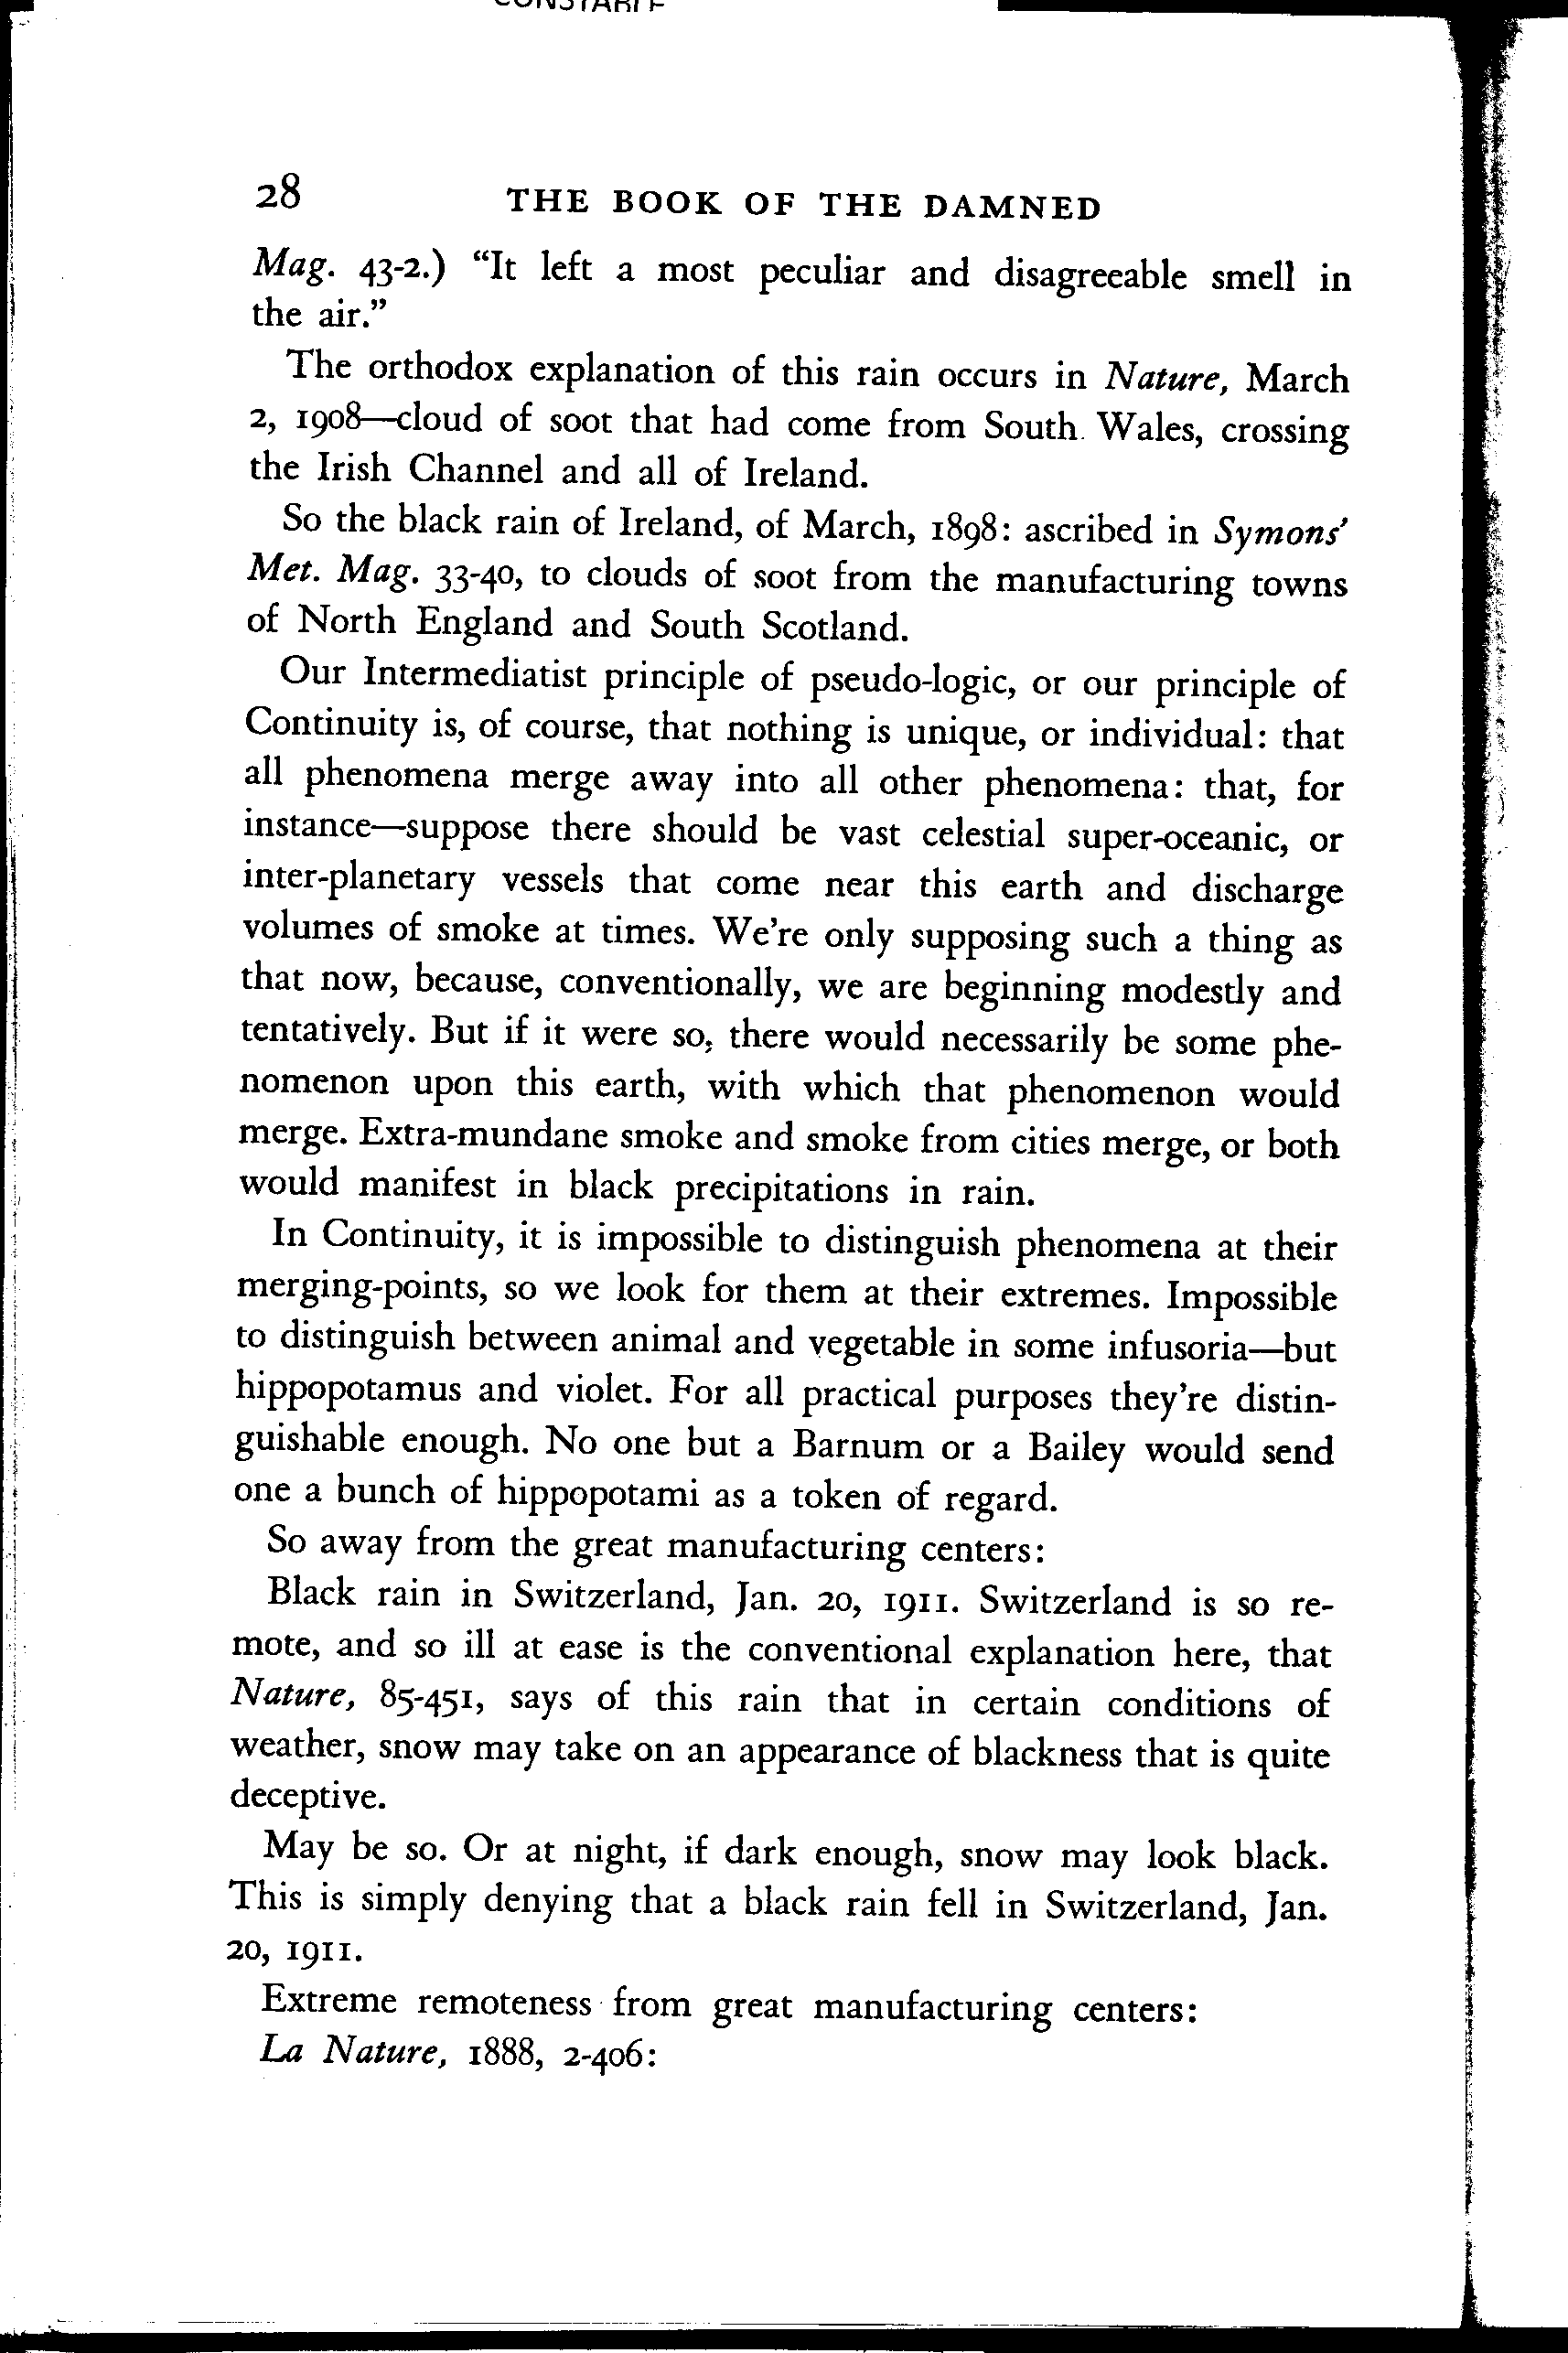 28 THE BOOK OF THE DAMNED
Mag. 43-2.) “It left a most peculiar and disagreeable smell in
the air.”
The orthodox explanation of this rain occurs in Nature, March
2, 1908—cloud of soot that had come from South Wales, crossing
the Irish Channel and all of Ireland.
So the black rain of Ireland, of March, 1898: ascribed in Symons’
Met. Mag. 33-40, to clouds of soot from the manufacturing towns
of North England and South Scotland.
Our Intermediatist principle of pseudo-logic, or our principle of
Continuity is, of course, that nothing is unique, or individual: that
all phenomena merge away into all other phenomena: that, for
instance—suppose there should be vast celestial super-oceanic, or
inter-planetary vessels that come near this earth and discharge
volumes of smoke at times. We’re only supposing such a thing as
that now, because, conventionally, we are beginning modestly and
tentatively. But if it were so, there would necessarily be some phe-
nomenon upon this earth, with which that phenomenon would
merge. Extra-mundane smoke and smoke from cities merge, or both
would manifest in black precipitations in rain.
In Continuity, it is impossible to distinguish phenomena at their
merging-points, so we look for them at their extremes. Impossible
to distinguish between animal and vegetable in some infusoria—but
hippopotamus and violet. For all practical purposes they’re distin-
guishable enough. No one but a Barnum or a Bailey would send
one a bunch of hippopotami as a token of regard.
So away from the great manufacturing centers:
Black rain in Switzerland, Jan. 20, 1911. Switzerland is so re-
mote, and so ill at ease is the conventional explanation here, that
Nature, 85-451, says of this rain that in certain conditions of
weather, snow may take on an appearance of blackness that is quite
deceptive.
May be so. Or at night, if dark enough, snow may look black.
This is simply denying that a black rain fell in Switzerland, Jan.
20, 1911.
Extreme remoteness from great manufacturing centers:
La Nature, 1888, 2-406: